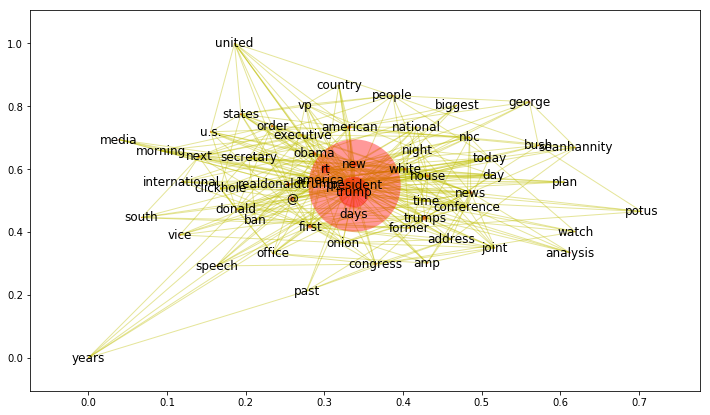 1.0
united
country
people
biggest
george
0.8
vp
states
order
american
national
u.s.
executive
nbc
media
morning
next
secretary
obama
night
today
seanhannity
0.6
new
rt
white
international
clickhole
realdonaldtrump
america
president
house
day
plan
trump
news
@
time
conference
south
donald
ban
days
trumps
potus
0.4
vice
first
former
address
watch
onion
joint
office
analysis
speech
congress
amp
0.2
past
0.0
years
0.0
0.1
0.2
0.3
0.4
0.5
0.6
0.7